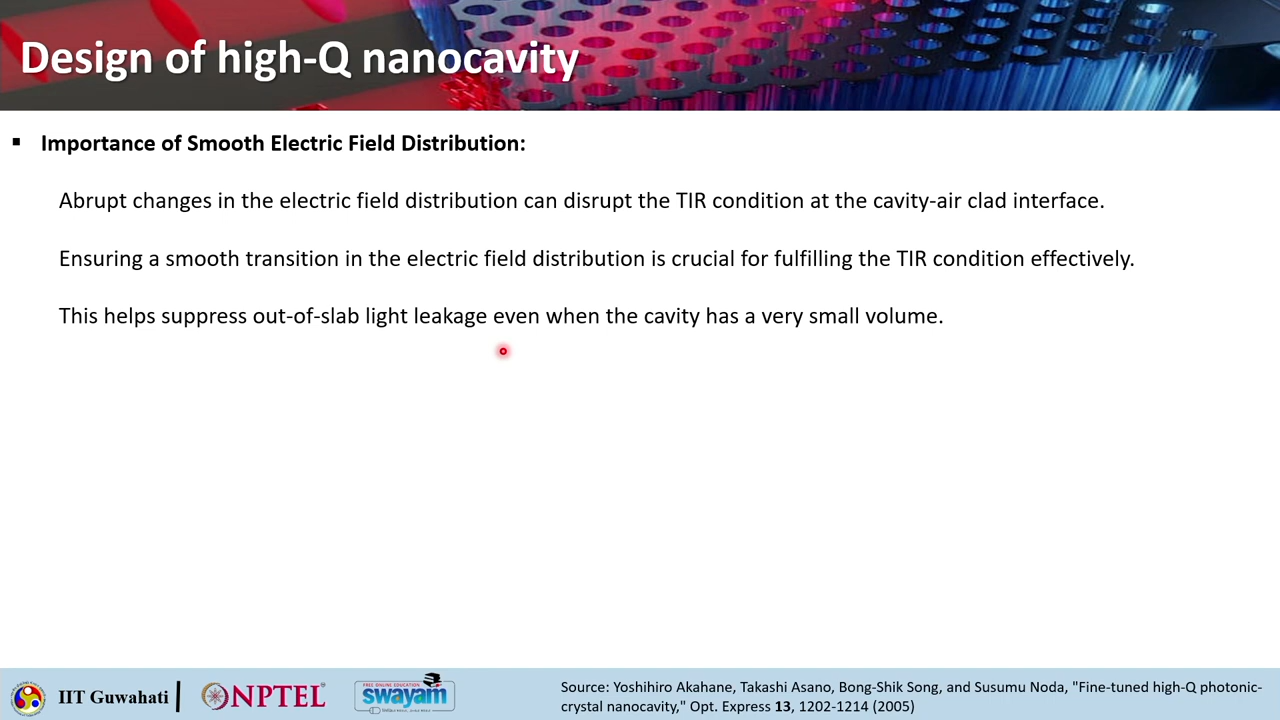 Design of high-Q nanocavity
▪ Importance of Smooth Electric Field Distribution:
Abrupt changes in the electric field distribution can disrupt the TIR condition at the cavity-air clad interface.
Ensuring a smooth transition in the electric field distribution is crucial for fulfilling the TIR condition effectively.
This helps suppress out-of-slab light leakage even when the cavity has a very small volume.
IIT Guwahati
NPTEL
FREE ONLINE EDUCATION
swayam
Source: Yoshihiro Akahane, Takashi Asano, Bong-Shik Song, and Susumu Noda, "Fine-tuned high-Q photonic-
crystal nanocavity," Opt. Express 13, 1202-1214 (2005)